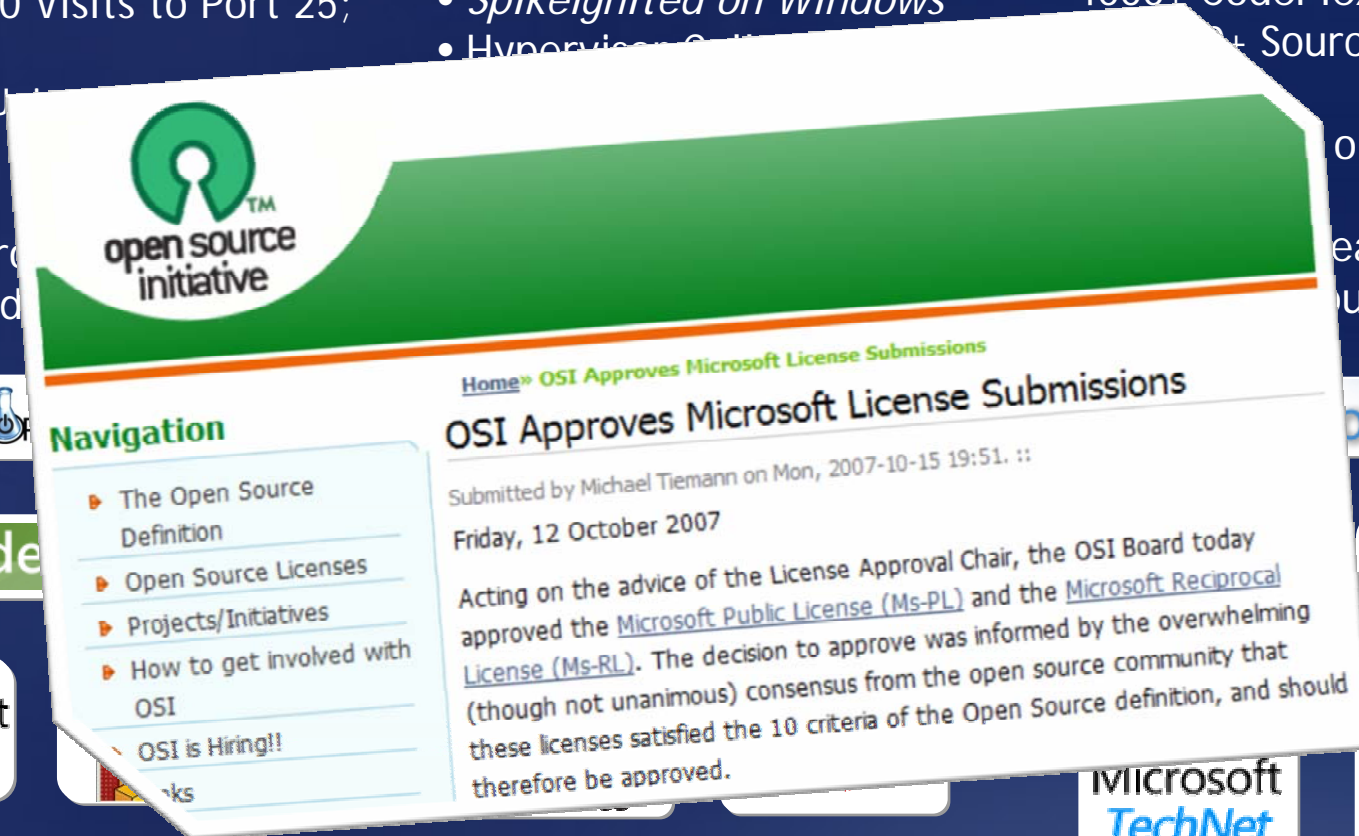 0 Visits to Port 25;
• SpikeIgnited on Windows
• Hypervisor
+ Sourc
TM
open source
initiative
Home» OSI Approves Microsoft License Submissions
OSI Approves Microsoft License Submissions
Submitted by Michael Tiemann on Mon, 2007-10-15 19:51. ::
Friday, 12 October 2007
Acting on the advice of the License Approval Chair, the OSI Board today
approved the Microsoft Public License (Ms-PL) and the Microsoft Reciprocal
License (Ms-RL). The decision to approve was informed by the overwhelming
(though not unanimous) consensus from the open source community that
these licenses satisfied the 10 criteria of the Open Source definition, and should
therefore be approved.
Navigation
The Open Source
Definition
Open Source Licenses
Projects/Initiatives
How to get involved with
OSI
OSI is Hiring!!
ks
de
t
Microsoft
TechNet